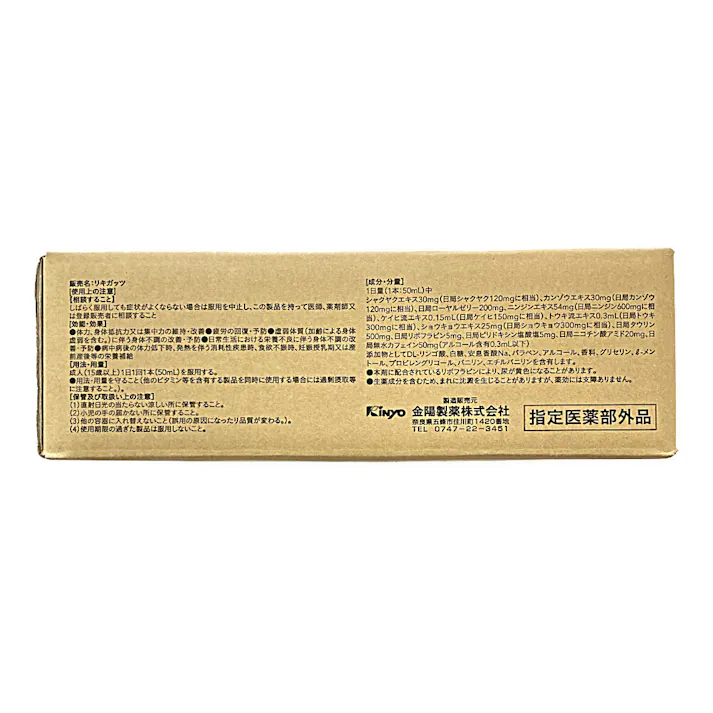 販売名:リキガッツ
【使用上の注意】
【相談すること】
しばらく服用しても症状がよくならない場合は服用を中止し、この製品を持って医師、薬剤師又
は登録販売者に相談すること
【効能・効果】
●体力、身体抵抗力又は集中力の維持・改善●疲労の回復・予防●虚弱体質(加齢による身体
虚弱を含む。)に伴う身体不調の改善・予防●日常生活における栄養不良に伴う身体不調の改
善・予防●病中病後の体力低下時、発熱を伴う消耗性疾患時、食欲不振時、妊娠授乳期又は産
前産後等の栄養補給
【用法・用量】
成人(15歳以上)1日1回1本(50mL)を服用する。
●用法・用量を守ること(他のビタミン等を含有する製品を同時に使用する場合には過剰摂取等
に注意すること。)。
【保管及び取扱い上の注意】
(1)直射日光の当たらない涼しい所に保管すること。
(2)小児の手の届かない所に保管すること。
(3)他の容器に入れ替えないこと(誤用の原因になったり品質が変わる。)。
(4)使用期限の過ぎた製品は服用しないこと。
【成分・分量】
1日量(1本:50mL)中
シャクヤクエキス30mg(日局シャクヤク120mgに相当)、カンゾウエキス30mg(日局カンゾウ
120mgに相当)、日局ローヤルゼリー200mg、ニンジンエキス54mg(日局ニンジン600mgに相
当)、ケイヒ流エキス0.15mL(日局ケイヒ150mgに相当)、トウキ流エキス0.3mL(日局トウキ
300mgに相当)、ショウキョウエキス25mg(日局ショウキョウ300mgに相当)、日局タウリン
500mg、日局リボフラビン5mg、日局ピリドキシン塩酸塩5mg、日局ニコチン酸アミド20mg、日
局無水カフェイン50mg(アルコール含有0.3mL以下)
添加物としてDL-リンゴ酸、白糖、安息香酸Na、パラベン、アルコール、香料、グリセリン、ℓ-メン
トール、プロピレングリコール、バニリン、エチルバニリンを含有する。
●本剤に配合されているリボフラビンにより、尿が黄色になることがあります。
●生薬成分を含むため、まれに沈澱を生じることがありますが、薬効には支障ありません。
製造販売元
KINYO 金陽製薬株式会社
奈良県五條市住川町1420番地
TEL 0747-22-3451
指定医薬部外品